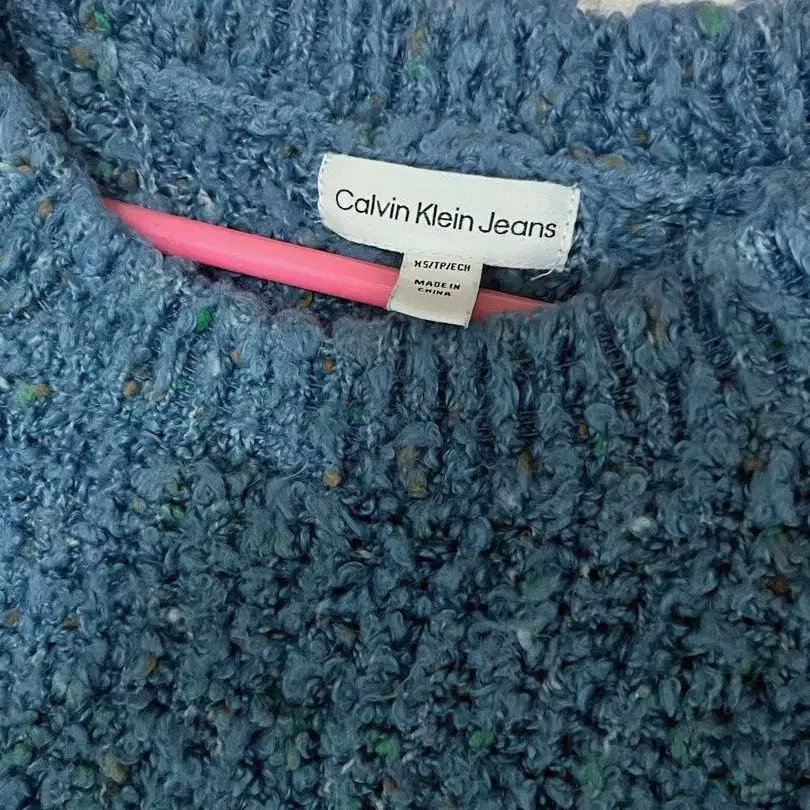 Calvin Klein Jeans
XS/TP/ECH
MADE IN
CHINA